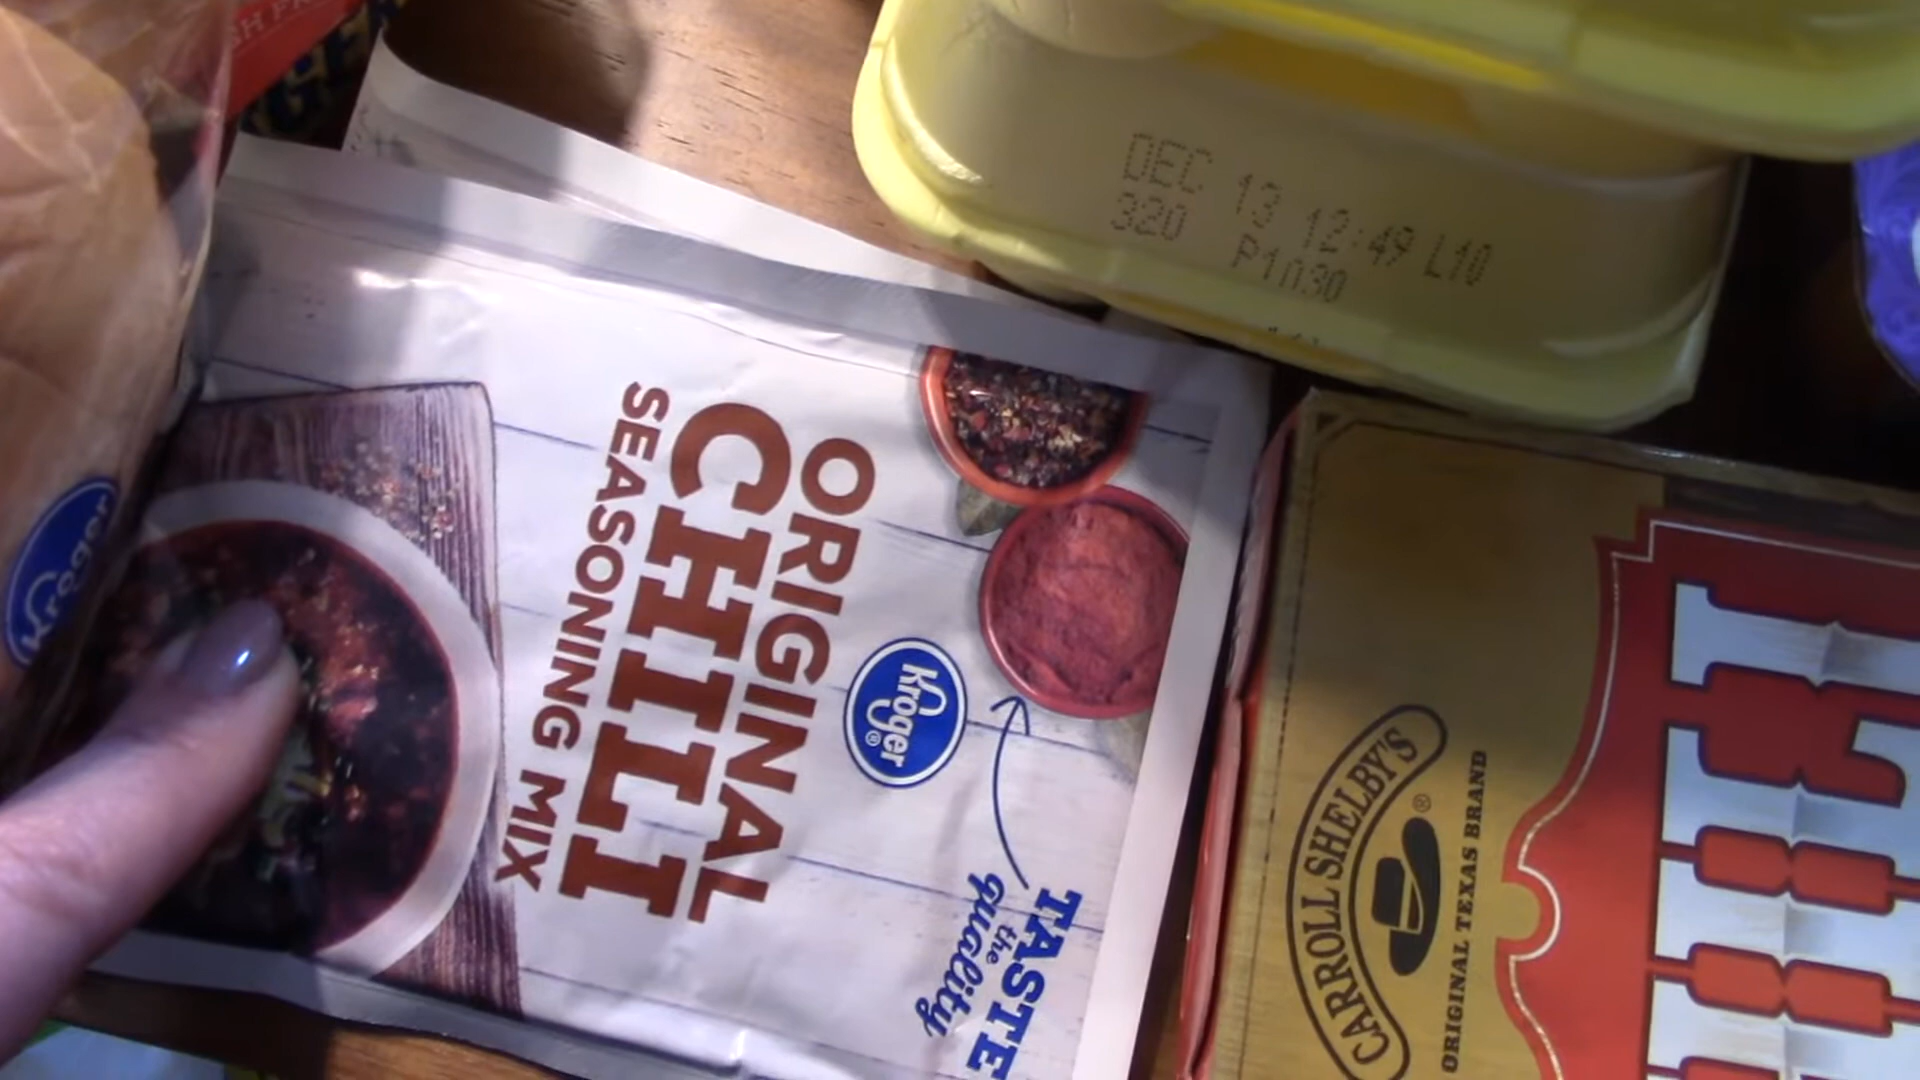 DEC 13 12:49 L10
320 P1030
Kroger
ORIGINAL
CHILI
SEASONING MIX
Kroger®
TASTE
the
quality
CARROLL SHELBY'S®
ORIGINAL TEXAS BRAND